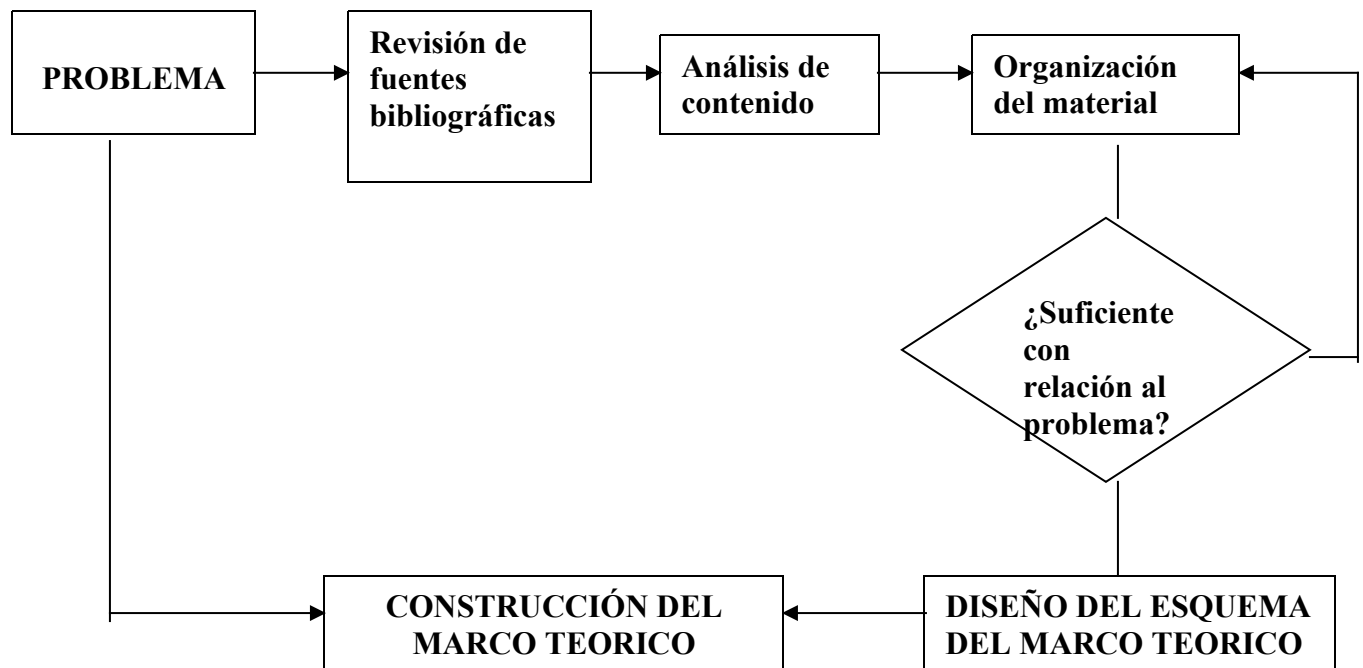 PROBLEMA
Revisión de
fuentes
bibliográficas
Análisis de
contenido
Organización
del material
¿Suficiente
con
relación al
problema?
CONSTRUCCIÓN DEL
MARCO TEORICO
DISEÑO DEL ESQUEMA
DEL MARCO TEORICO